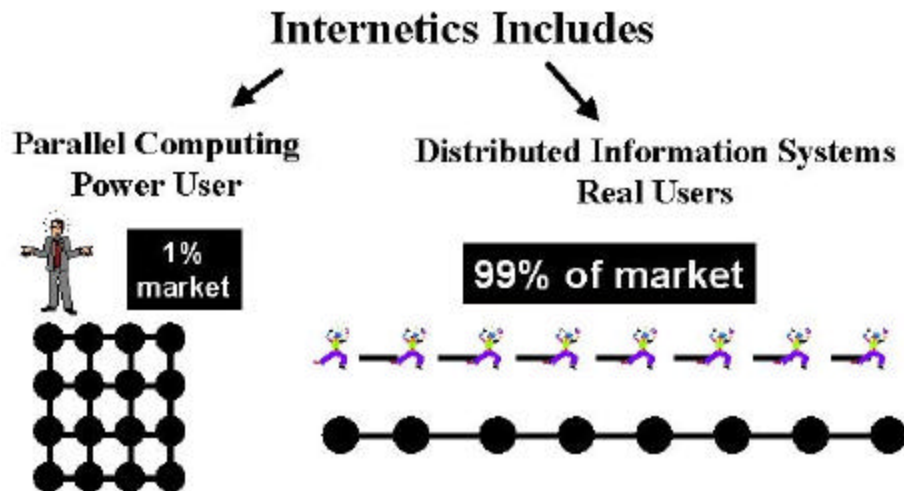 Internetics Includes
Parallel Computing
Power User
1%
market
Distributed Information Systems
Real Users
99% of market